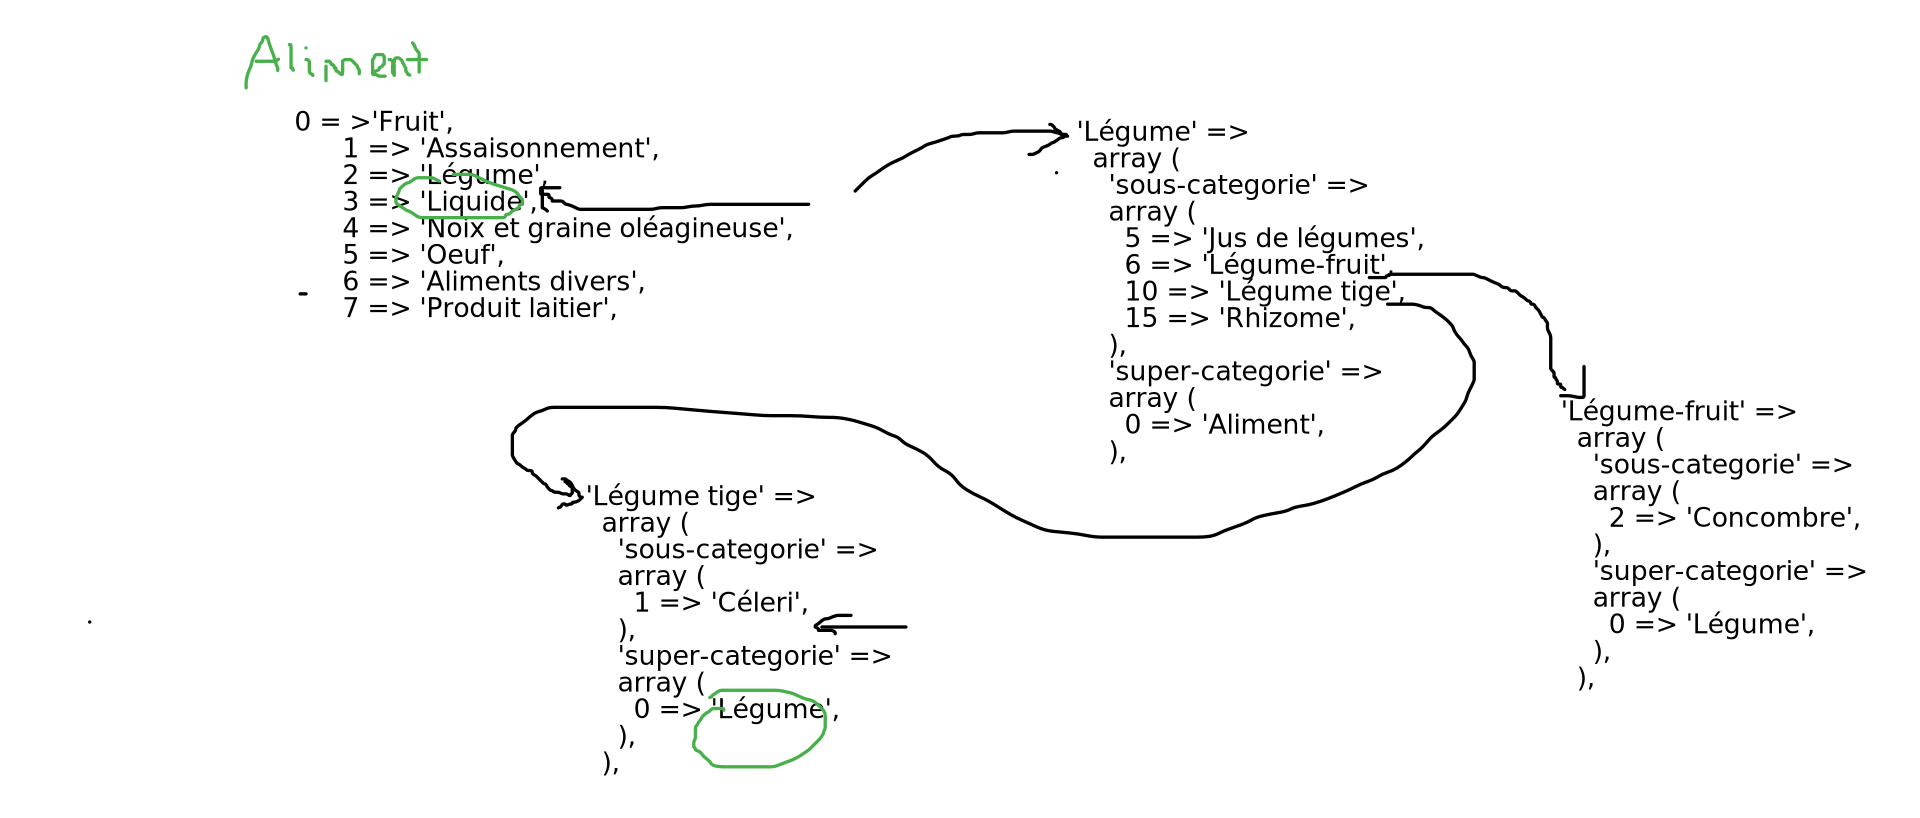 Aliment
0 = >'Fruit',
1 => 'Assaisonnement',
2 => 'Légume',
3 => 'Liquide',
4 => 'Noix et graine oléagineuse',
5 => 'Oeuf',
6 => 'Aliments divers',
7 => 'Produit laitier',
'Légume' =>
array (
'sous-categorie' =>
array (
5 => 'Jus de légumes',
6 => 'Légume-fruit',
10 => 'Légume tige',
15 => 'Rhizome',
),
'super-categorie' =>
array (
0 => 'Aliment',
),
'Légume tige' =>
array (
'sous-categorie' =>
array (
1 => 'Céleri',
),
'super-categorie' =>
array (
0 => 'Légume',
),
),
'Légume-fruit' =>
array (
'sous-categorie' =>
array (
2 => 'Concombre',
),
'super-categorie' =>
array (
0 => 'Légume',
),
),